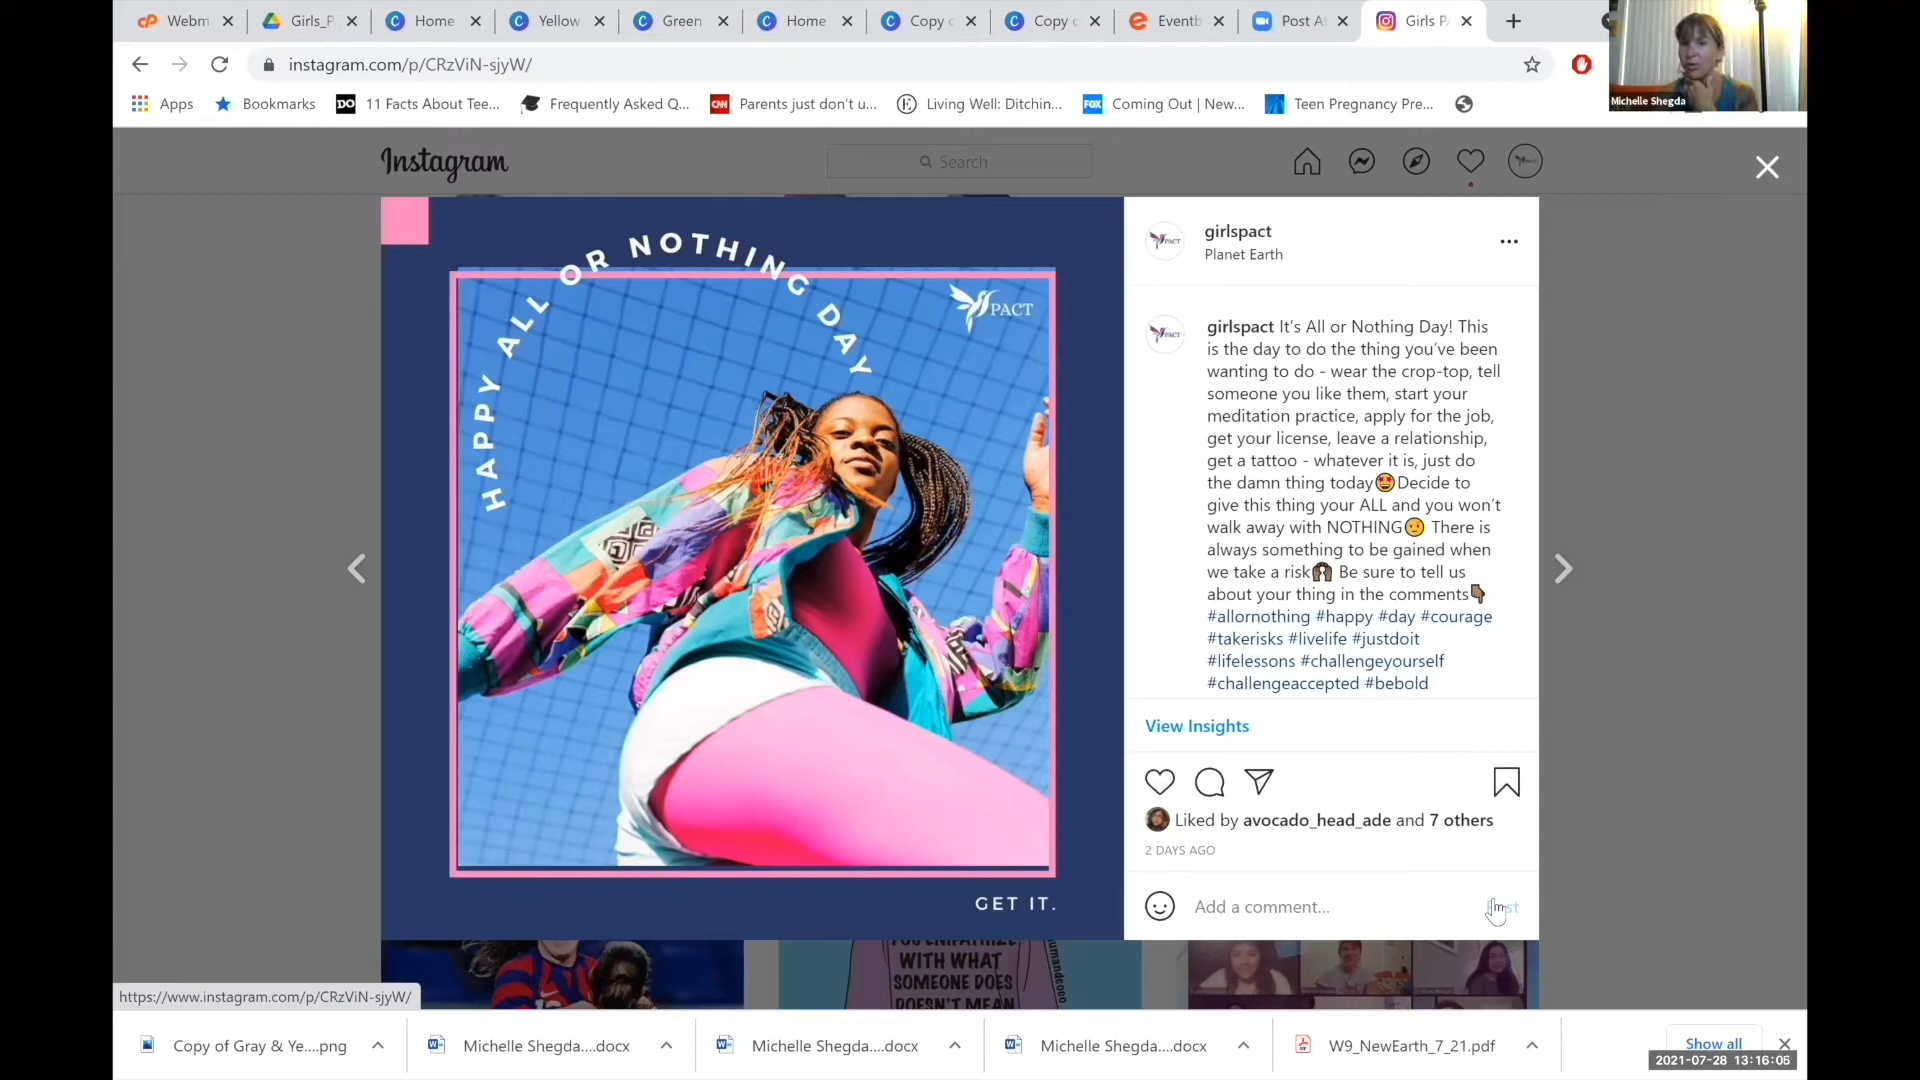 Webm
Girls_P
Home
Yellow
Green
Home
Copy c
Copy c
Eventb
Post A
Girls P
instagram.com/p/CRzViN-sjyW/
Apps
Bookmarks
DO
11 Facts About Tee...
Frequently Asked Q...
CNN
Parents just don't u...
Living Well: Ditchin...
FOX
Coming Out | New...
Teen Pregnancy Pre...
Michelle Shegda
Instagram
Search
HAPPY ALL OR NOTHING DAY
PACT
GET IT.
girlspact
Planet Earth
girlspact It's All or Nothing Day! This
is the day to do the thing you've been
wanting to do - wear the crop-top, tell
someone you like them, start your
meditation practice, apply for the job,
get your license, leave a relationship,
get a tattoo - whatever it is, just do
the damn thing today🤩Decide to
give this thing your ALL and you won't
walk away with NOTHING There is
always something to be gained when
we take a risk Be sure to tell us
about your thing in the comments👇🏾
#allornothing #happy #day #courage
#takerisks #livelife #justdoit
#lifelessons #challengeyourself
#challengeaccepted #bebold
View Insights
Liked by avocado_head_ade and 7 others
2 DAYS AGO
Add a comment...
YOU EMPATHIZE
WITH WHAT
SOMEONE DOES
DOESN'T MEAN
https://www.instagram.com/p/CRzViN-sjyW/
Copy of Gray & Ye....png
Michelle Shegda....docx
Michelle Shegda....docx
Michelle Shegda....docx
W9_NewEarth_7_21.pdf
Show all
2021-07-28 13:16:05